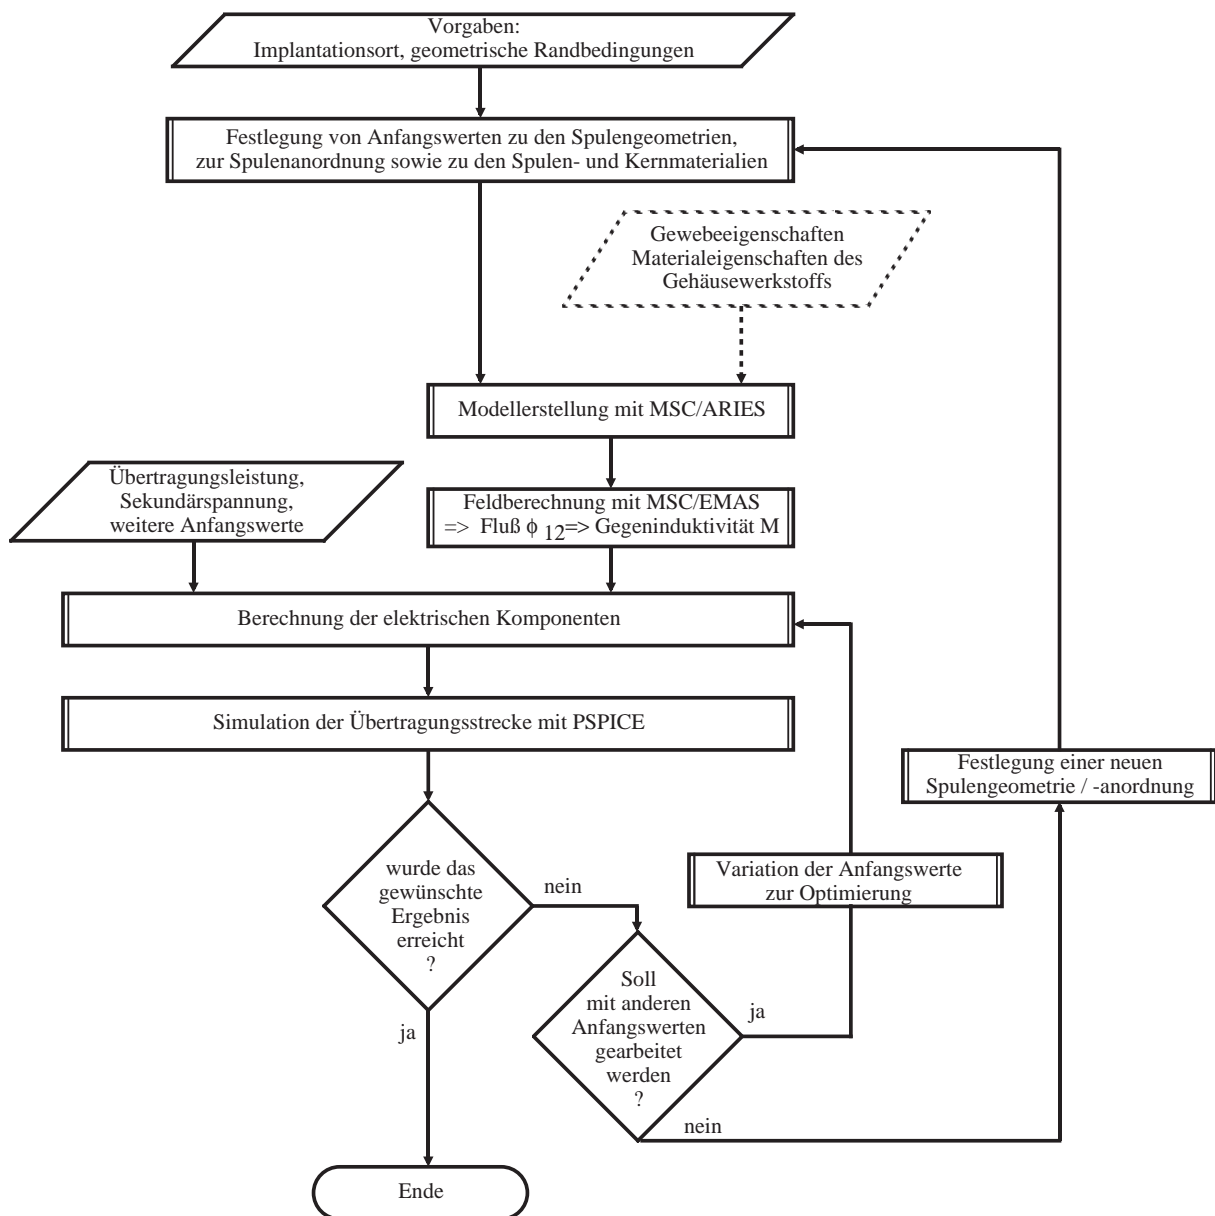 Vorgaben:
Implantationsort, geometrische Randbedingungen
Festlegung von Anfangswerten zu den Spulengeometrien,
zur Spulenanordnung sowie zu den Spulen- und Kernmaterialien
Gewebeeigenschaften
Materialeigenschaften des
Gehäusewerkstoffs
Modellerstellung mit MSC/ARIES
Übertragungsleistung,
Sekundärspannung,
weitere Anfangswerte
Feldberechnung mit MSC/EMAS
=> Fluß ϕ 12=> Gegeninduktivität M
Berechnung der elektrischen Komponenten
Simulation der Übertragungsstrecke mit PSPICE
Festlegung einer neuen
Spulengeometrie / -anordnung
Variation der Anfangswerte
zur Optimierung
wurde das
gewünschte
Ergebnis
erreicht
?
nein
ja
Soll
mit anderen
Anfangswerten
gearbeitet
werden
?
ja
nein
Ende